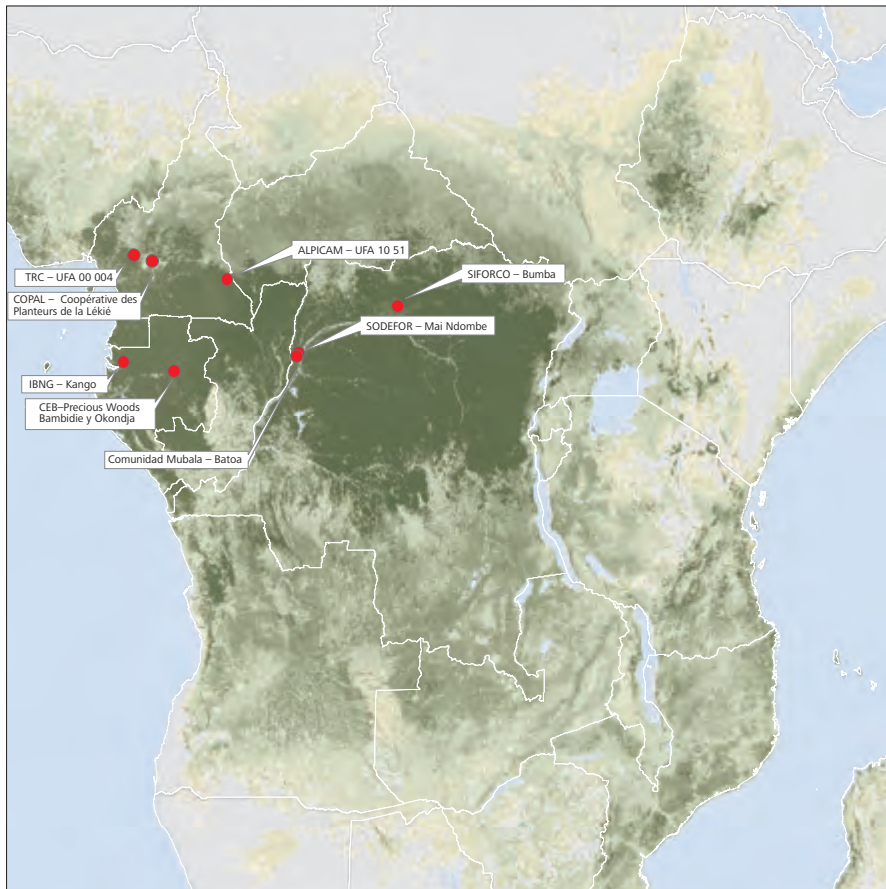 ALPICAM – UFA 10 51
SIFORCO – Bumba
TRC – UFA 00 004
COPAL – Coopérative des
Planteurs de la Lékié
SODEFOR – Mai Ndombe
IBNG – Kango
CEB–Precious Woods
Bambidie y Okondja
Comunidad Mubala – Batoa